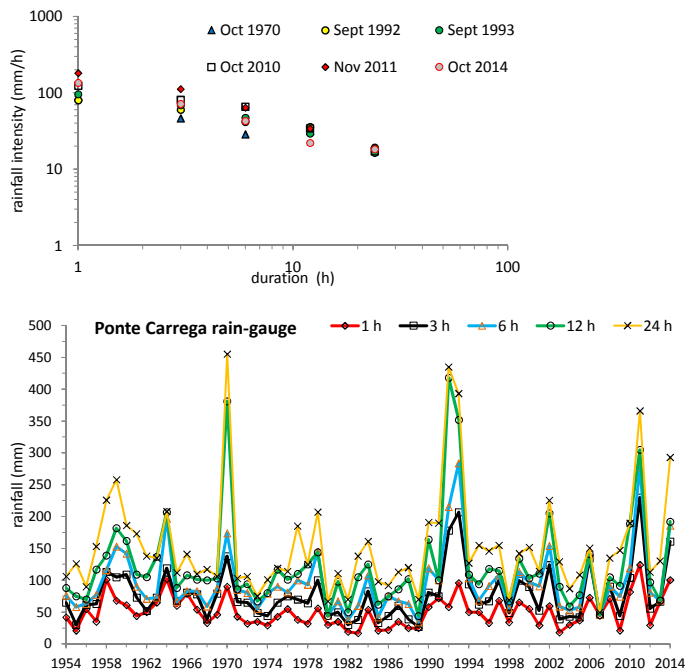 1000
100
10
1
rainfall intensity (mm/h)
Oct 1970 Sept 1992 Sept 1993
Oct 2010 Nov 2011 Oct 2014
1 10 100
duration (h)
Ponte Carrega rain-gauge 1 h 3 h 6 h 12 h 24 h
500
450
400
350
300
250
200
150
100
50
0
rainfall (mm)
1954 1958 1962 1966 1970 1974 1978 1982 1986 1990 1994 1998 2002 2006 2010 2014